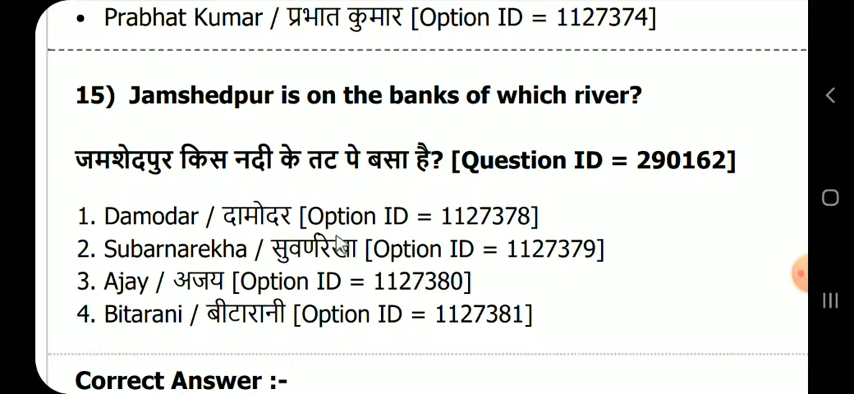 • Prabhat Kumar / प्रभात कुमार [Option ID = 1127374]
15) Jamshedpur is on the banks of which river?
जमशेदपुर किस नदी के तट पे बसा है? [Question ID = 290162]
1. Damodar / दामोदर [Option ID = 1127378]
2. Subarnarekha / सुवर्णरेखा [Option ID = 1127379]
3. Ajay / अजय [Option ID = 1127380]
4. Bitarani / बीटारानी [Option ID = 1127381]
Correct Answer :-